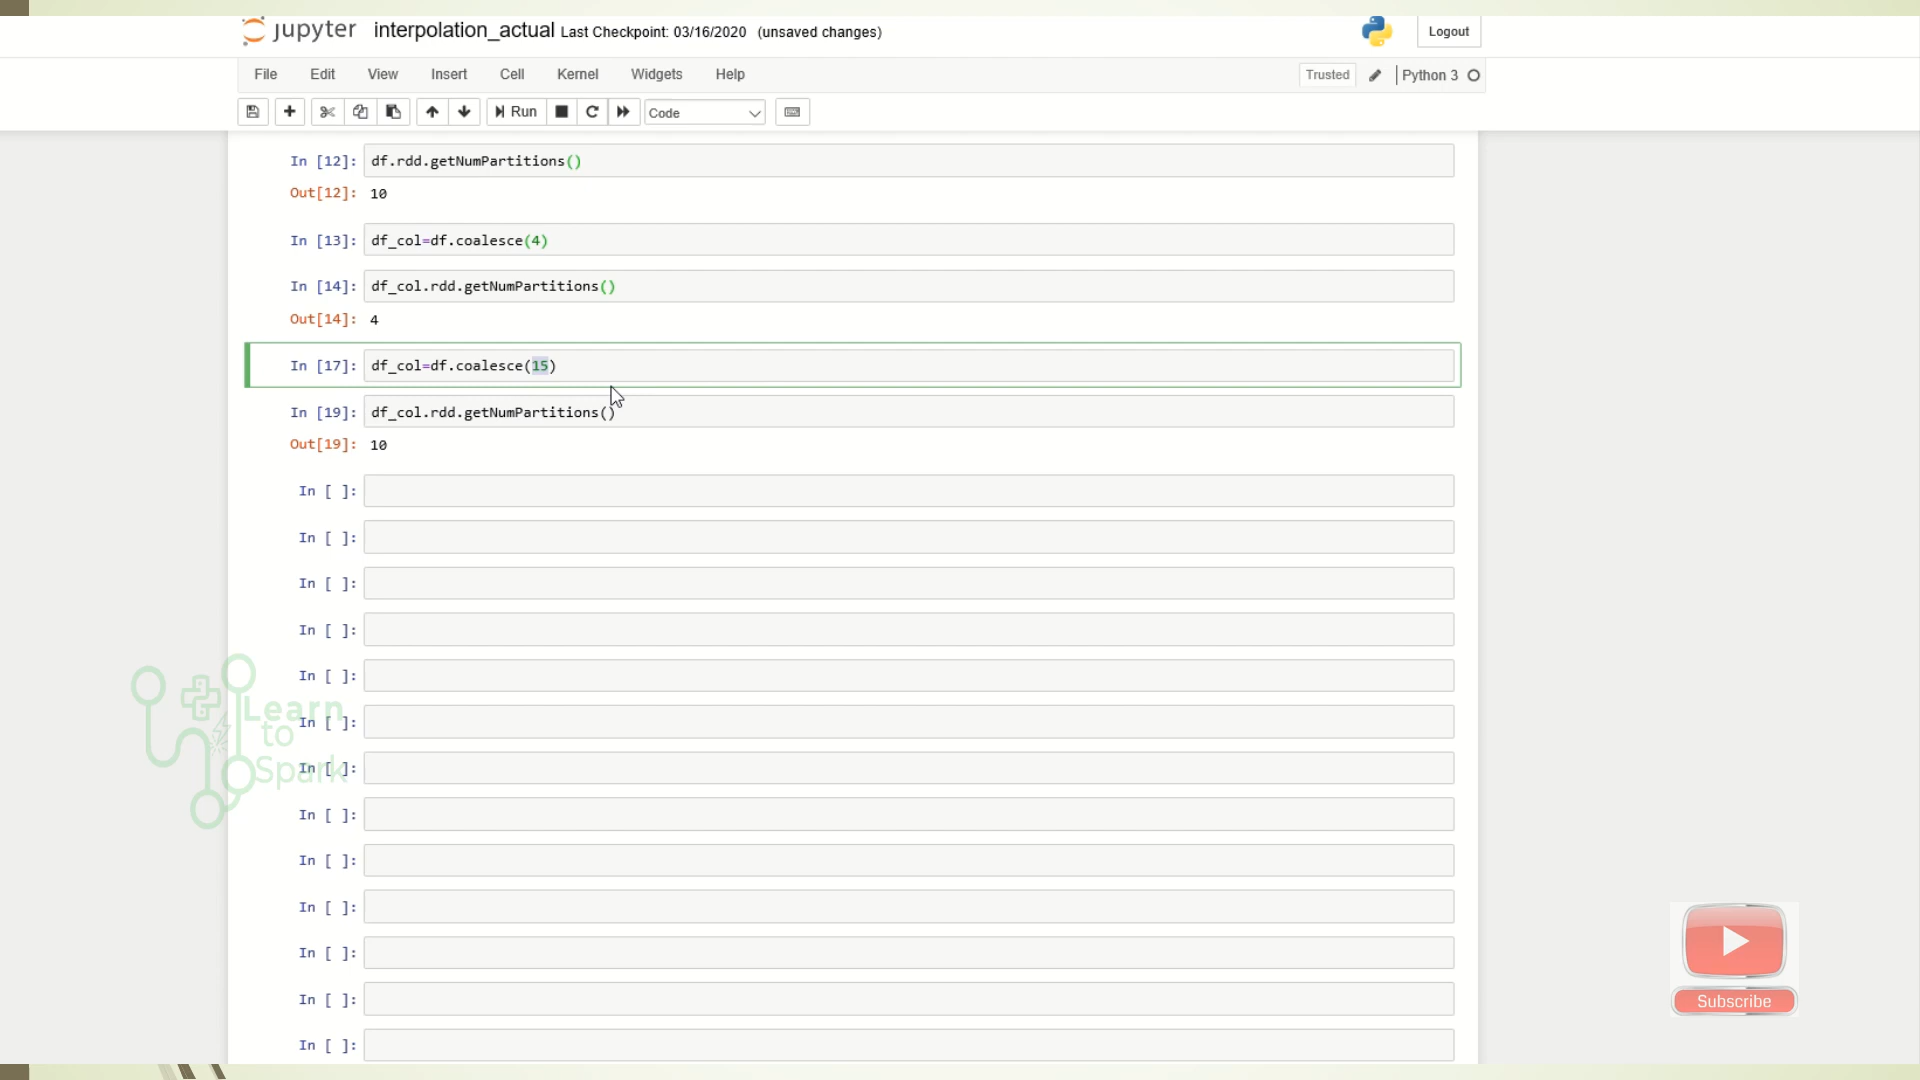 jupyter interpolation_actual Last Checkpoint: 03/16/2020 (unsaved changes) Logout
File Edit View Insert Cell Kernel Widgets Help Trusted Python 3
Run Code
In [12]: df.rdd.getNumPartitions()
Out[12]: 10
In [13]: df_col=df.coalesce(4)
In [14]: df_col.rdd.getNumPartitions()
Out[14]: 4
In [17]: df_col=df.coalesce(15)
In [19]: df_col.rdd.getNumPartitions()
Out[19]: 10
In [ ]:
In [ ]:
In [ ]:
In [ ]:
In [ ]:
In [ ]:
In [ ]:
In [ ]:
In [ ]:
In [ ]:
In [ ]:
In [ ]:
In [ ]:
Learn
to
Spark
Subscribe